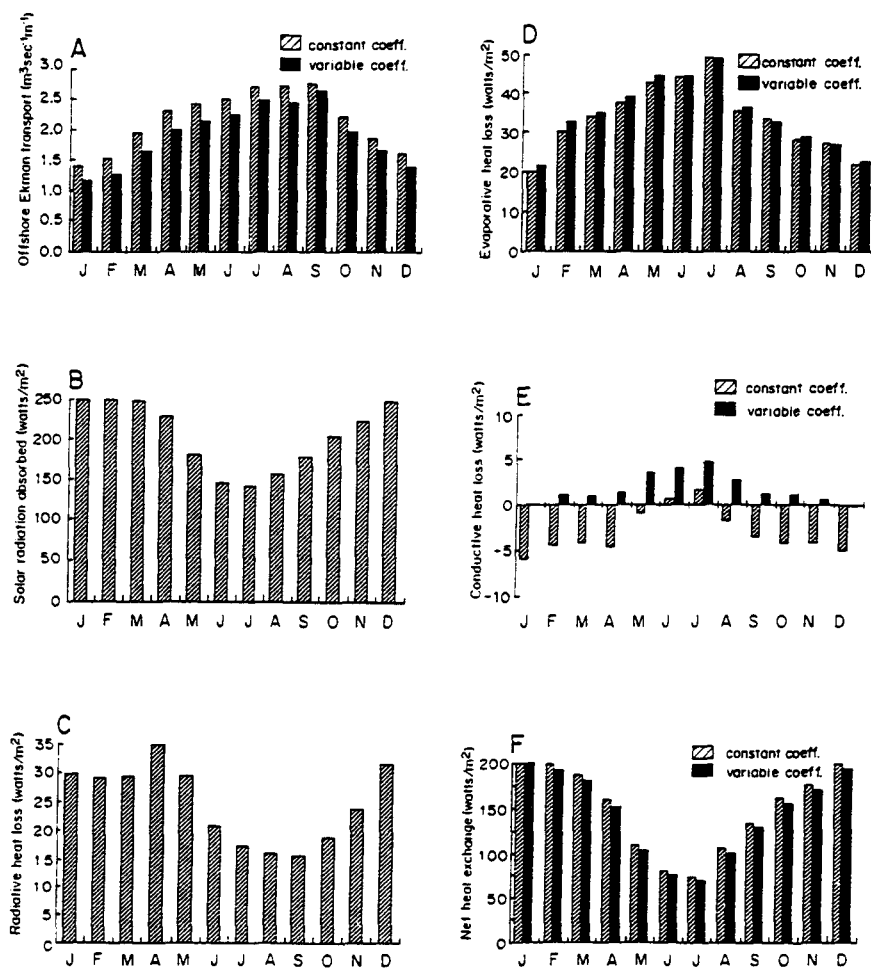 A
constant coeff.
variable coeff.
Offshore Ekman transport (m³sec⁻¹m⁻¹)
3.0
2.5
2.0
1.5
1.0
0.5
0.0
J F M A M J J A S O N D
D
constant coeff.
variable coeff.
Evaporative heat loss (watts/m²)
50
40
30
20
10
0
J F M A M J J A S O N D
B
Solar radiation absorbed (watts/m²)
250
200
150
100
50
0
J F M A M J J A S O N D
E
constant coeff.
variable coeff.
Conductive heat loss (watts/m²)
10
5
0
-5
-10
J F M A M J J A S O N D
C
Radiative heat loss (watts/m²)
35
30
25
20
15
10
5
C
J F M A M J J A S O N D
F
constant coeff.
variable coeff.
Net heat exchange (watts/m²)
200
150
100
50
0
J F M A M J J A S O N D